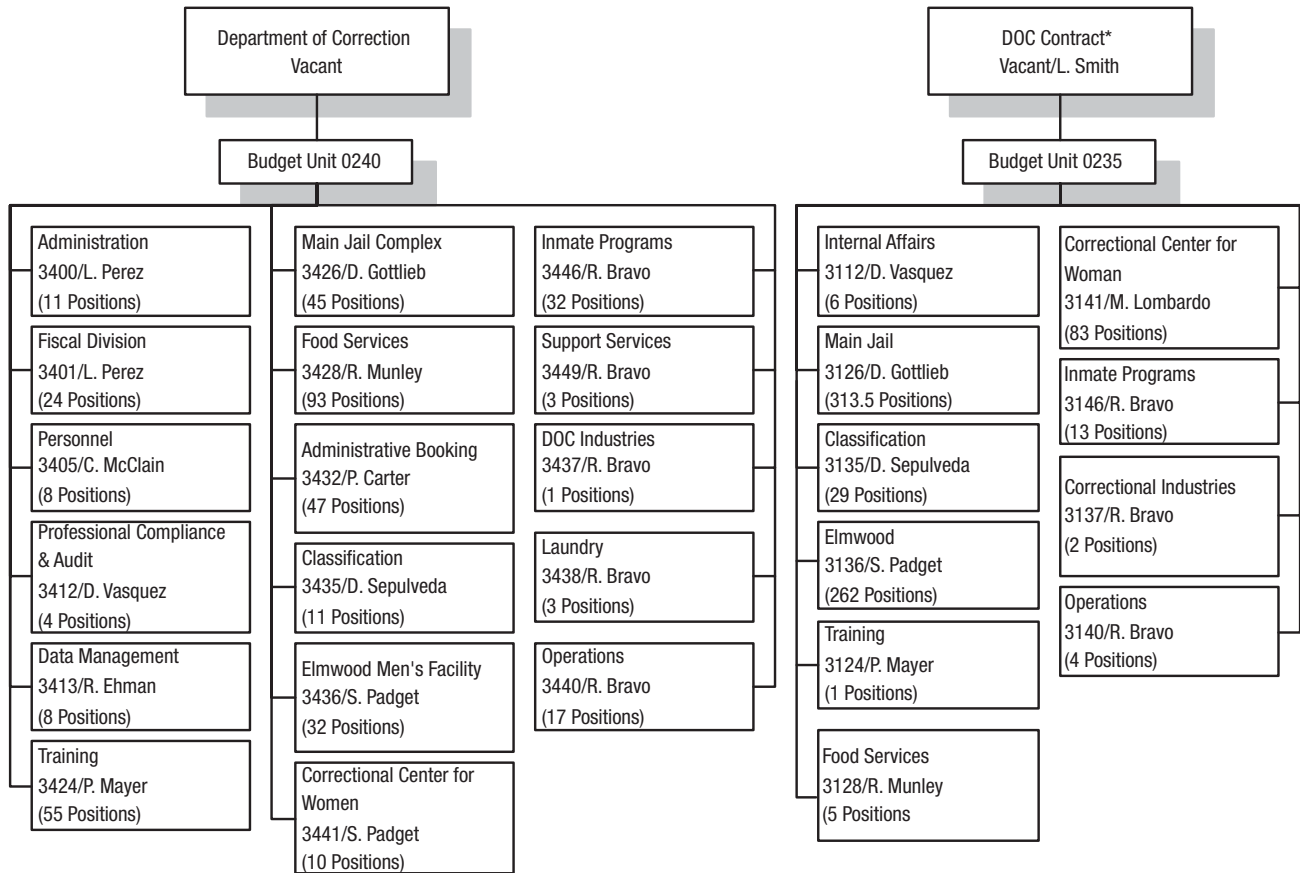 Department of Correction
Vacant
Budget Unit 0240
Administration
3400/L. Perez
(11 Positions)
Fiscal Division
3401/L. Perez
(24 Positions)
Personnel
3405/C. McClain
(8 Positions)
Professional Compliance
& Audit
3412/D. Vasquez
(4 Positions)
Data Management
3413/R. Ehman
(8 Positions)
Training
3424/P. Mayer
(55 Positions)
Main Jail Complex
3426/D. Gottlieb
(45 Positions)
Food Services
3428/R. Munley
(93 Positions)
Administrative Booking
3432/P. Carter
(47 Positions)
Classification
3435/D. Sepulveda
(11 Positions)
Elmwood Men's Facility
3436/S. Padget
(32 Positions)
Correctional Center for
Women
3441/S. Padget
(10 Positions)
Inmate Programs
3446/R. Bravo
(32 Positions)
Support Services
3449/R. Bravo
(3 Positions)
DOC Industries
3437/R. Bravo
(1 Positions)
Laundry
3438/R. Bravo
(3 Positions)
Operations
3440/R. Bravo
(17 Positions)
DOC Contract*
Vacant/L. Smith
Budget Unit 0235
Internal Affairs
3112/D. Vasquez
(6 Positions)
Main Jail
3126/D. Gottlieb
(313.5 Positions)
Classification
3135/D. Sepulveda
(29 Positions)
Elmwood
3136/S. Padget
(262 Positions)
Training
3124/P. Mayer
(1 Positions)
Food Services
3128/R. Munley
(5 Positions
Correctional Center for
Woman
3141/M. Lombardo
(83 Positions)
Inmate Programs
3146/R. Bravo
(13 Positions)
Correctional Industries
3137/R. Bravo
(2 Positions)
Operations
3140/R. Bravo
(4 Positions)